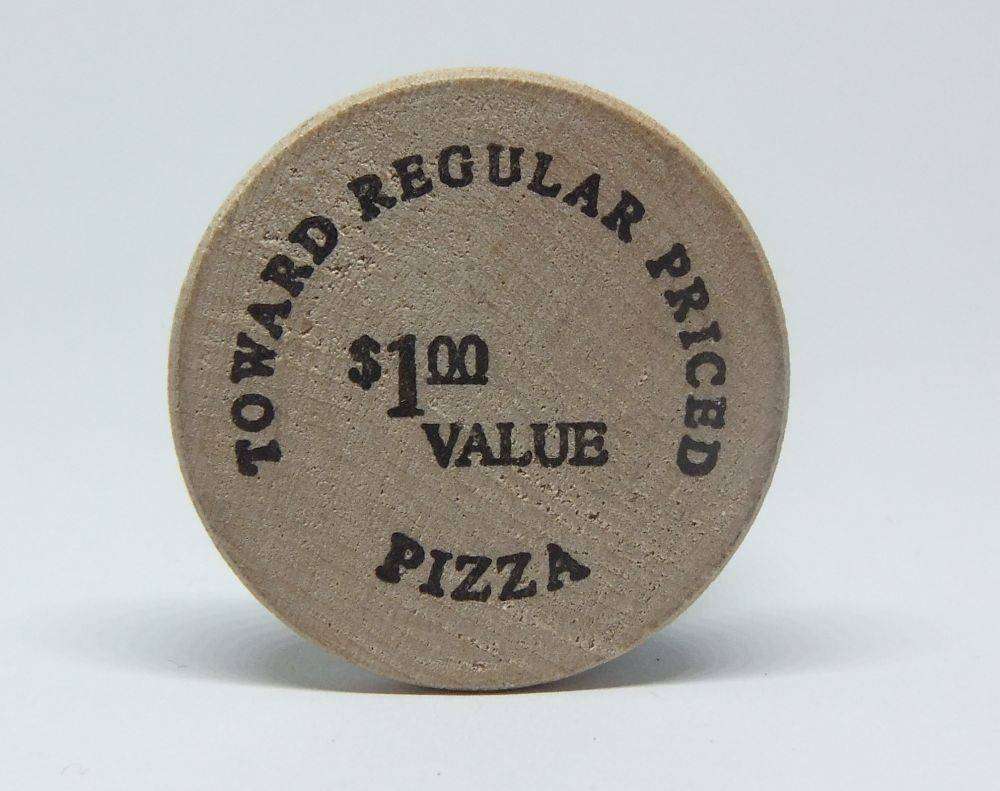 TOWARD REGULAR PRICED
$1.00
VALUE
PIZZA